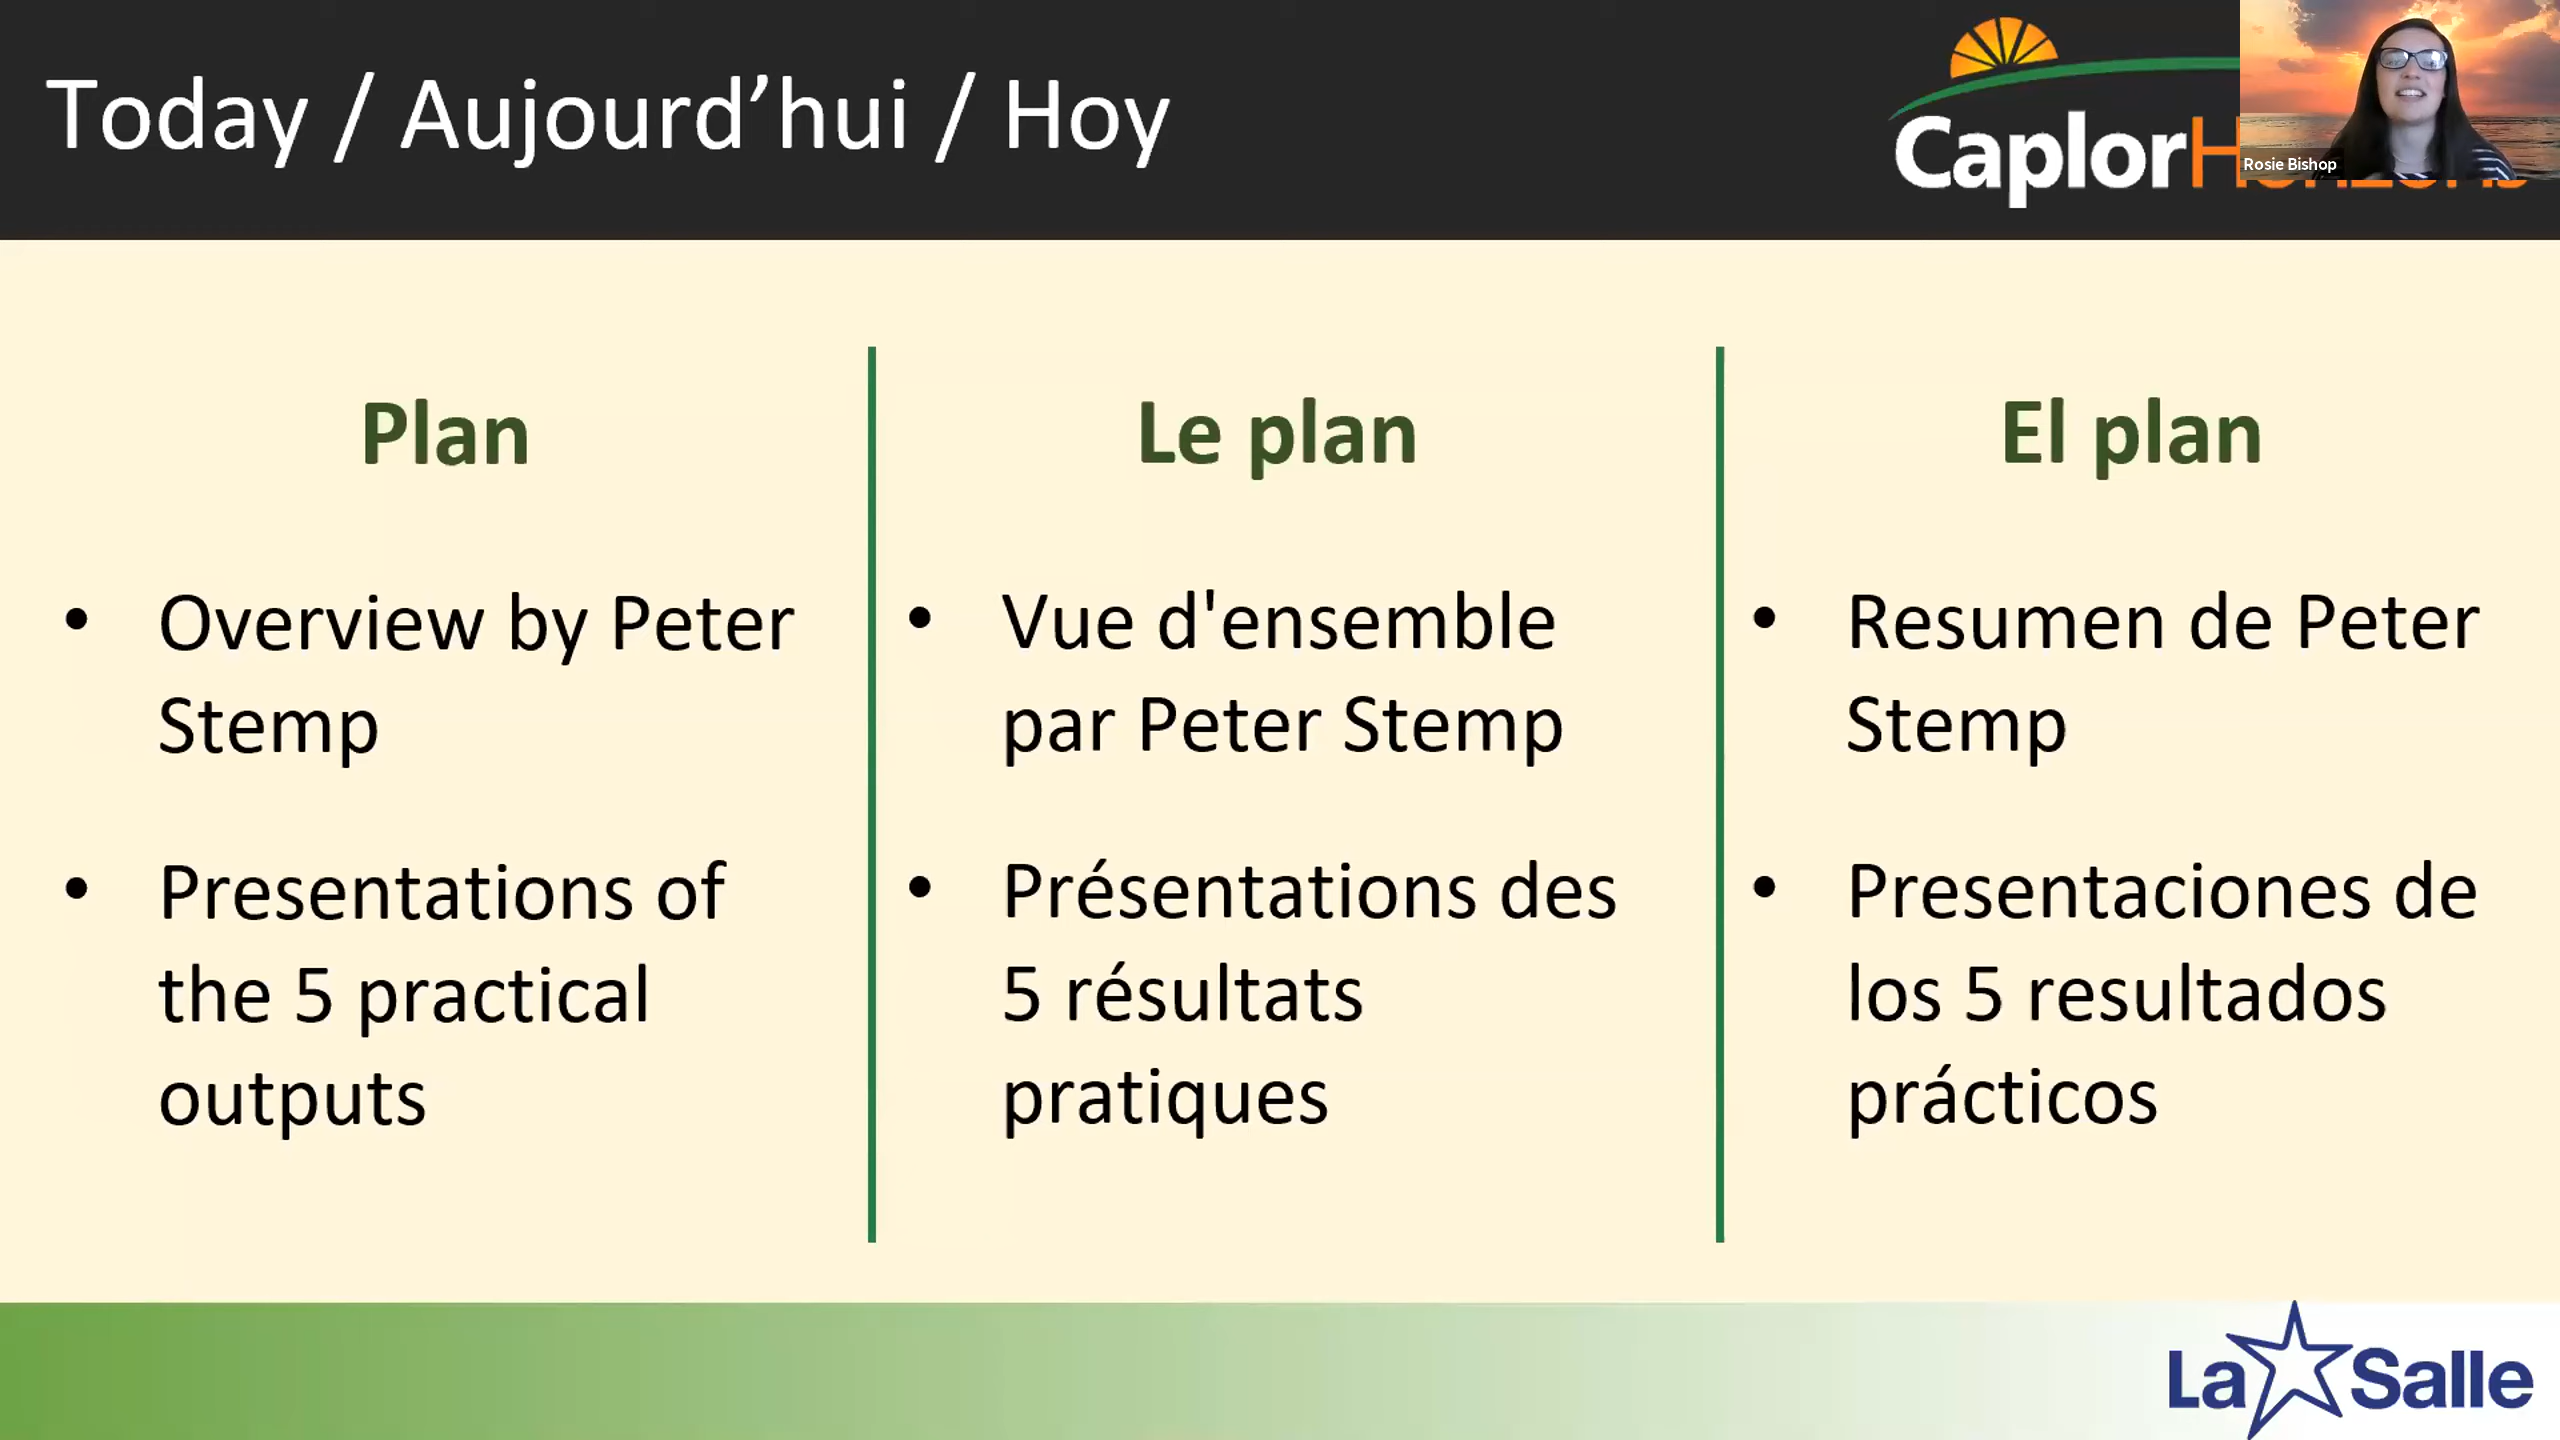 Today / Aujourd’hui / Hoy
Caplor
Rosie Bishop
Plan
Overview by Peter
Stemp
Presentations of
the 5 practical
outputs
Le plan
Vue d'ensemble
par Peter Stemp
Présentations des
5 résultats
pratiques
El plan
Resumen de Peter
Stemp
Presentaciones de
los 5 resultados
prácticos
La Salle